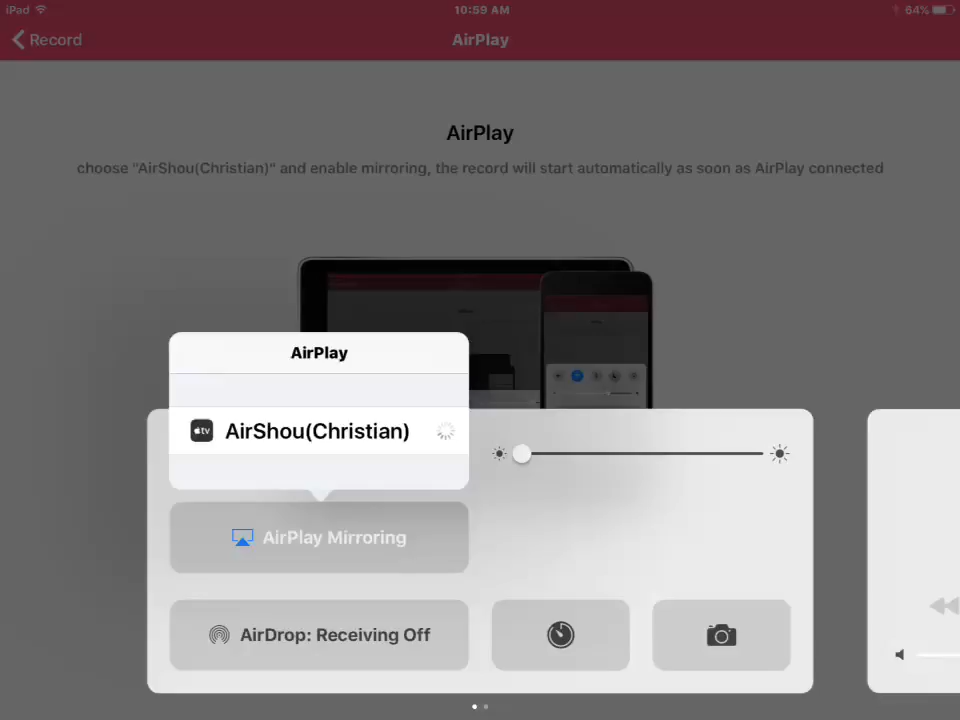 iPad
10:59 AM
64%
Record
AirPlay
AirPlay
choose "AirShou(Christian)" and enable mirroring, the record will start automatically as soon as AirPlay connected
AirPlay
tv
AirShou(Christian)
AirPlay Mirroring
AirDrop: Receiving Off